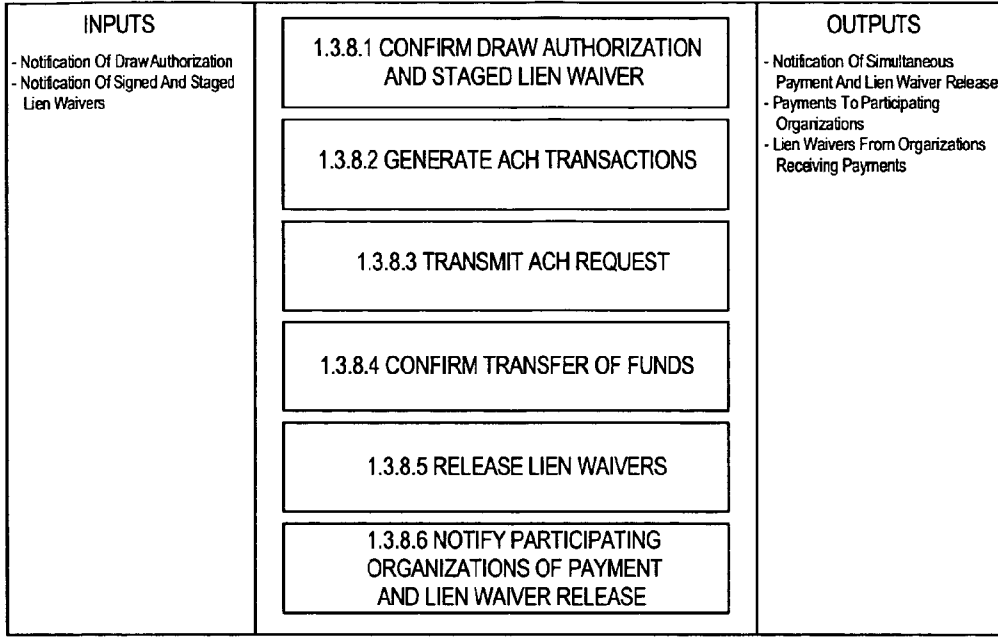 INPUTS
- Notification Of Draw Authorization
- Notification Of Signed And Staged
Lien Waivers
1.3.8.1 CONFIRM DRAW AUTHORIZATION
AND STAGED LIEN WAIVER
1.3.8.2 GENERATE ACH TRANSACTIONS
1.3.8.3 TRANSMIT ACH REQUEST
1.3.8.4 CONFIRM TRANSFER OF FUNDS
1.3.8.5 RELEASE LIEN WAIVERS
1.3.8.6 NOTIFY PARTICIPATING
ORGANIZATIONS OF PAYMENT
AND LIEN WAIVER RELEASE
OUTPUTS
- Notification Of Simultaneous
Payment And Lien Waiver Release
- Payments To Participating
Organizations
- Lien Waivers From Organizations
Receiving Payments